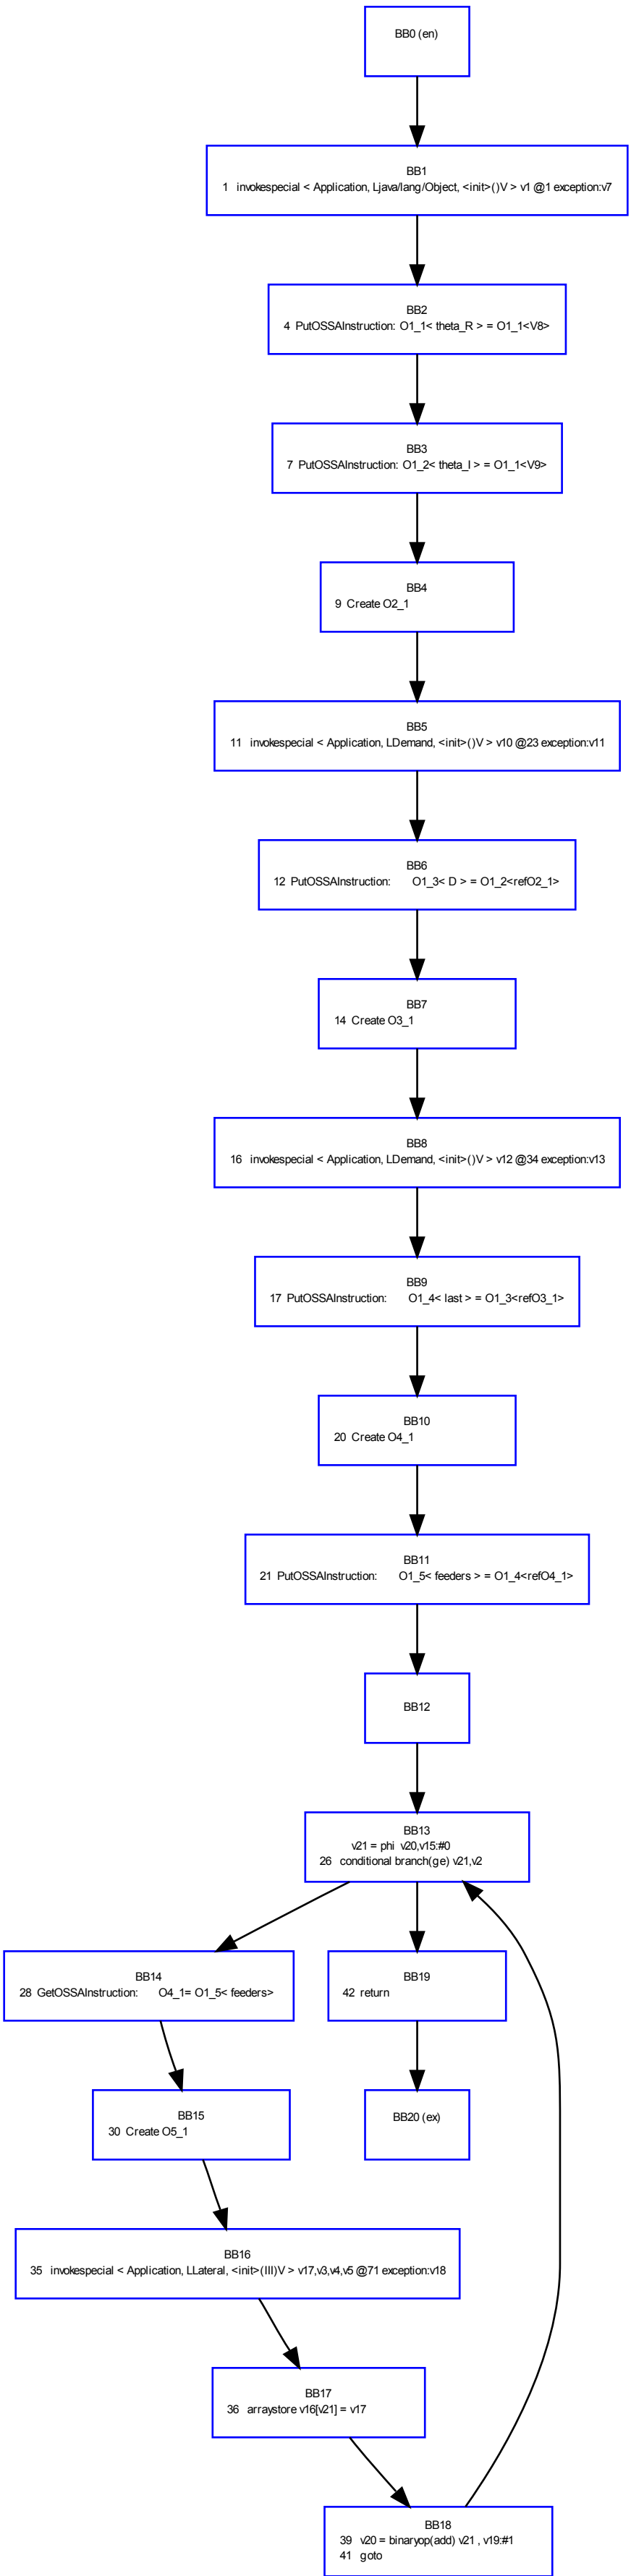 BB0 (en)
BB1
1 invokespecial < Application, Ljava/lang/Object, <init>()V > v1 @1 exception:v7
BB2
4 PutOSSAInstruction: O1_1< theta_R > = O1_1<V8>
BB3
7 PutOSSAInstruction: O1_2< theta_I > = O1_1<V9>
BB4
9 Create O2_1
BB5
11 invokespecial < Application, LDemand, <init>()V > v10 @23 exception:v11
BB6
12 PutOSSAInstruction: O1_3< D > = O1_2<refO2_1>
BB7
14 Create O3_1
BB8
16 invokespecial < Application, LDemand, <init>()V > v12 @34 exception:v13
BB9
17 PutOSSAInstruction: O1_4< last > = O1_3<refO3_1>
BB10
20 Create O4_1
BB11
21 PutOSSAInstruction: O1_5< feeders > = O1_4<refO4_1>
BB12
BB13
v21 = phi v20,v15:#0
26 conditional branch(ge) v21,v2
BB14
28 GetOSSAInstruction: O4_1= O1_5< feeders>
BB19
42 return
BB15
30 Create O5_1
BB20 (ex)
BB16
35 invokespecial < Application, LLateral, <init>(III)V > v17,v3,v4,v5 @71 exception:v18
BB17
36 arraystore v16[v21] = v17
BB18
39 v20 = binaryop(add) v21 , v19:#1
41 goto